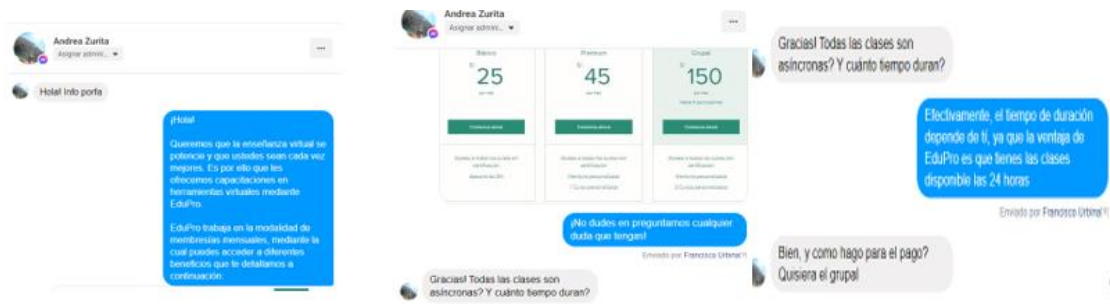 Andrea Zurita
Asignar admini...
Hola! Info porfa
¡Hola!
Queremos que la enseñanza virtual se
potencie y que ustedes sean cada vez
mejores. Es por ello que les
ofrecemos capacitaciones en
herramientas virtuales mediante
EduPro.
EduPro trabaja en la modalidad de
membresías mensuales, mediante la
cual puedes acceder a diferentes
beneficios que te detallamos a
continuación:
Andrea Zurita
Asignar admini...
Básico
Premium
Grupal
S/
25
S/
45
S/
150
¡No dudes en preguntarnos cualquier
duda que tengas!
Enviado por Francisco Urbina
Gracias! Todas las clases son
asíncronas? Y cuánto tiempo duran?
Gracias! Todas las clases son
asíncronas? Y cuánto tiempo duran?
Efectivamente, el tiempo de duración
depende de ti, ya que la ventaja de
EduPro es que tienes las clases
disponible las 24 horas
Enviado por Francisco Urbina
Bien, y como hago para el pago?
Quisiera el grupal